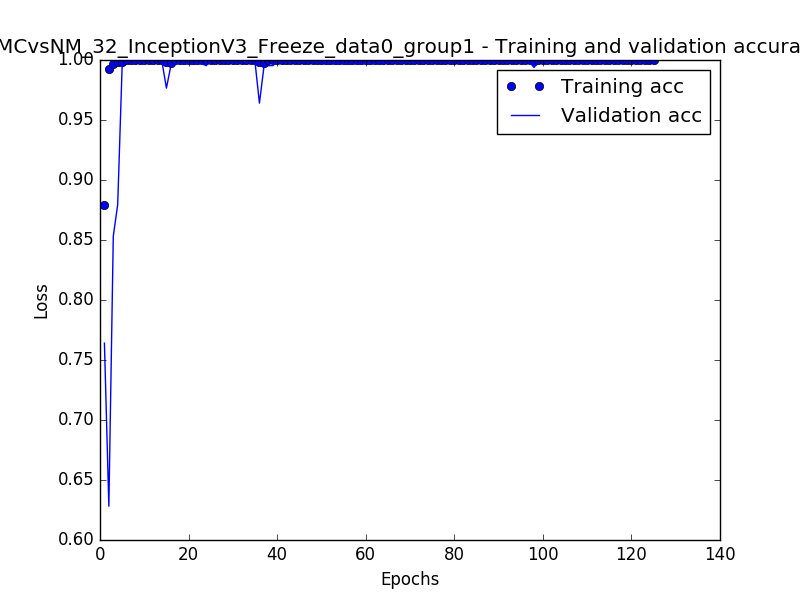 MCvsNM_32_InceptionV3_Freeze_data0_group1 - Training and validation accura
1.00
0.95
0.90
0.85
0.80
0.75
0.70
0.65
0.60
Loss
Training acc
Validation acc
0 20 40 60 80 100 120 140
Epochs